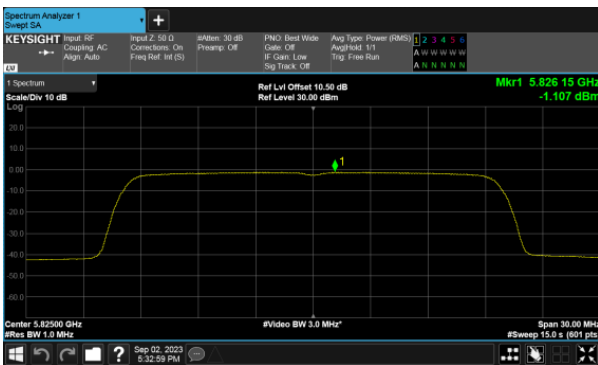 Spectrum Analyzer 1
Swept SA
+
KEYSIGHT Input: RF Input Z: 50 Ω #Atten: 30 dB PNO: Best Wide Avg Type: Power (RMS) 1 2 3 4 5 6
Coupling: AC Corrections: On Preamp: Off Gate: Off Avg|Hold: 1/1 A W W W W W
Align: Auto Freq Ref: Int (S) IF Gain: Low Trig: Free Run
Sig Track: Off A N N N N N
LXI
1 Spectrum Ref Lvl Offset 10.50 dB Mkr1 5.826 15 GHz
Scale/Div 10 dB Ref Level 30.00 dBm -1.107 dBm
Log
20.0
10.0
1
0.00
-10.0
-20.0
-30.0
-40.0
-50.0
-60.0
Center 5.82500 GHz #Video BW 3.0 MHz* Span 30.00 MHz
#Res BW 1.0 MHz #Sweep 15.0 s (601 pts)
? Sep 02, 2023
5:32:59 PM